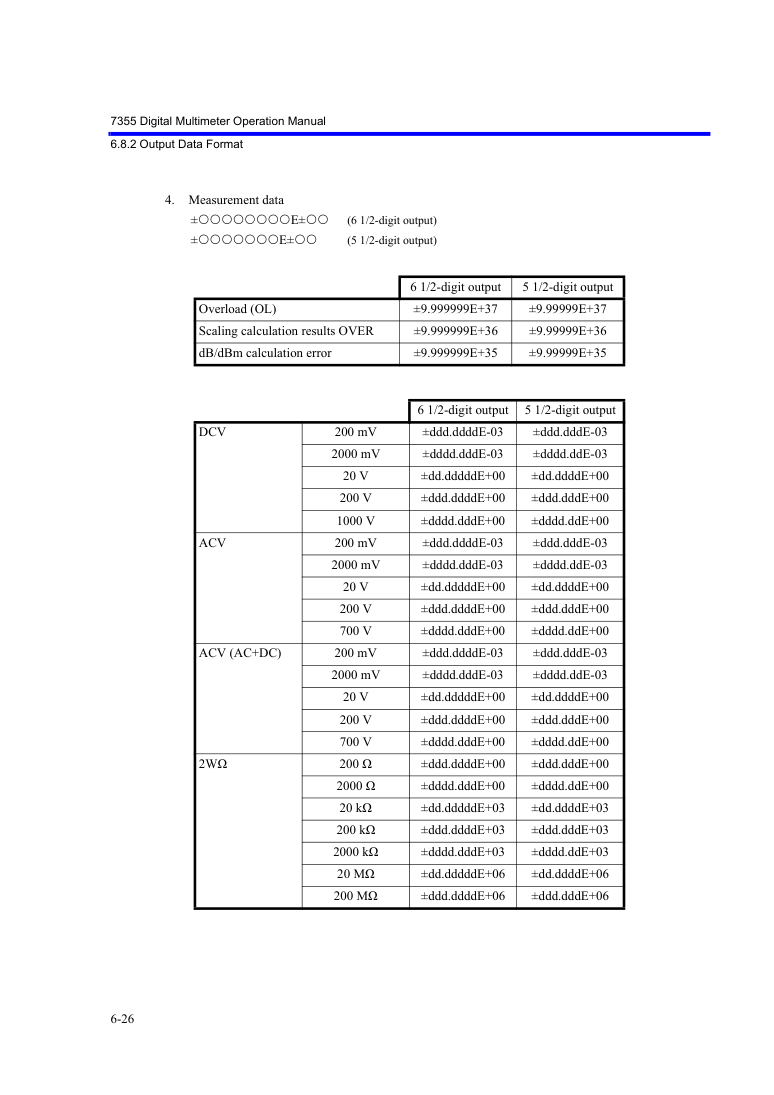 7355 Digital Multimeter Operation Manual
6.8.2 Output Data Format
4. Measurement data
±○○○○○○○○E±○○ (6 1/2-digit output)
±○○○○○○○E±○○ (5 1/2-digit output)
6 1/2-digit output 5 1/2-digit output
Overload (OL) ±9.999999E+37 ±9.99999E+37
Scaling calculation results OVER ±9.999999E+36 ±9.99999E+36
dB/dBm calculation error ±9.999999E+35 ±9.99999E+35
6 1/2-digit output 5 1/2-digit output
DCV 200 mV ±ddd.ddddE-03 ±ddd.dddE-03
2000 mV ±dddd.dddE-03 ±dddd.ddE-03
20 V ±dd.dddddE+00 ±dd.ddddE+00
200 V ±ddd.ddddE+00 ±ddd.dddE+00
1000 V ±dddd.dddE+00 ±dddd.ddE+00
ACV 200 mV ±ddd.ddddE-03 ±ddd.dddE-03
2000 mV ±dddd.dddE-03 ±dddd.ddE-03
20 V ±dd.dddddE+00 ±dd.ddddE+00
200 V ±ddd.ddddE+00 ±ddd.dddE+00
700 V ±dddd.dddE+00 ±dddd.ddE+00
ACV (AC+DC) 200 mV ±ddd.ddddE-03 ±ddd.dddE-03
2000 mV ±dddd.dddE-03 ±dddd.ddE-03
20 V ±dd.dddddE+00 ±dd.ddddE+00
200 V ±ddd.ddddE+00 ±ddd.dddE+00
700 V ±dddd.dddE+00 ±dddd.ddE+00
2WΩ 200 Ω ±ddd.ddddE+00 ±ddd.dddE+00
2000 Ω ±dddd.dddE+00 ±dddd.ddE+00
20 kΩ ±dd.dddddE+03 ±dd.ddddE+03
200 kΩ ±ddd.ddddE+03 ±ddd.dddE+03
2000 kΩ ±dddd.dddE+03 ±dddd.ddE+03
20 MΩ ±dd.dddddE+06 ±dd.ddddE+06
200 MΩ ±ddd.ddddE+06 ±ddd.dddE+06
6-26